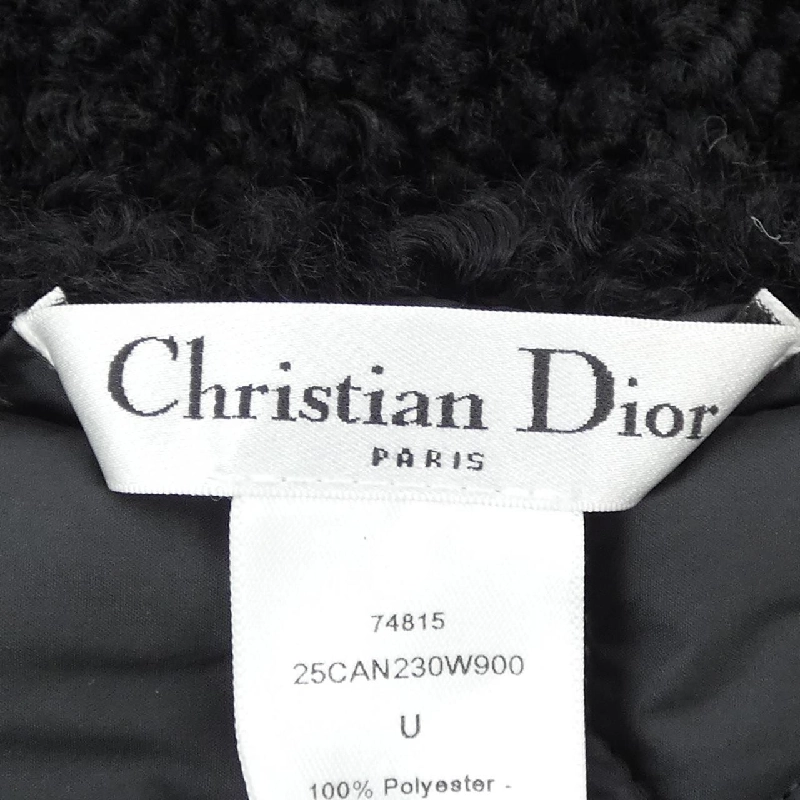 Christian Dior
PARIS
74815
25CAN230W900
U
100% Polyester -